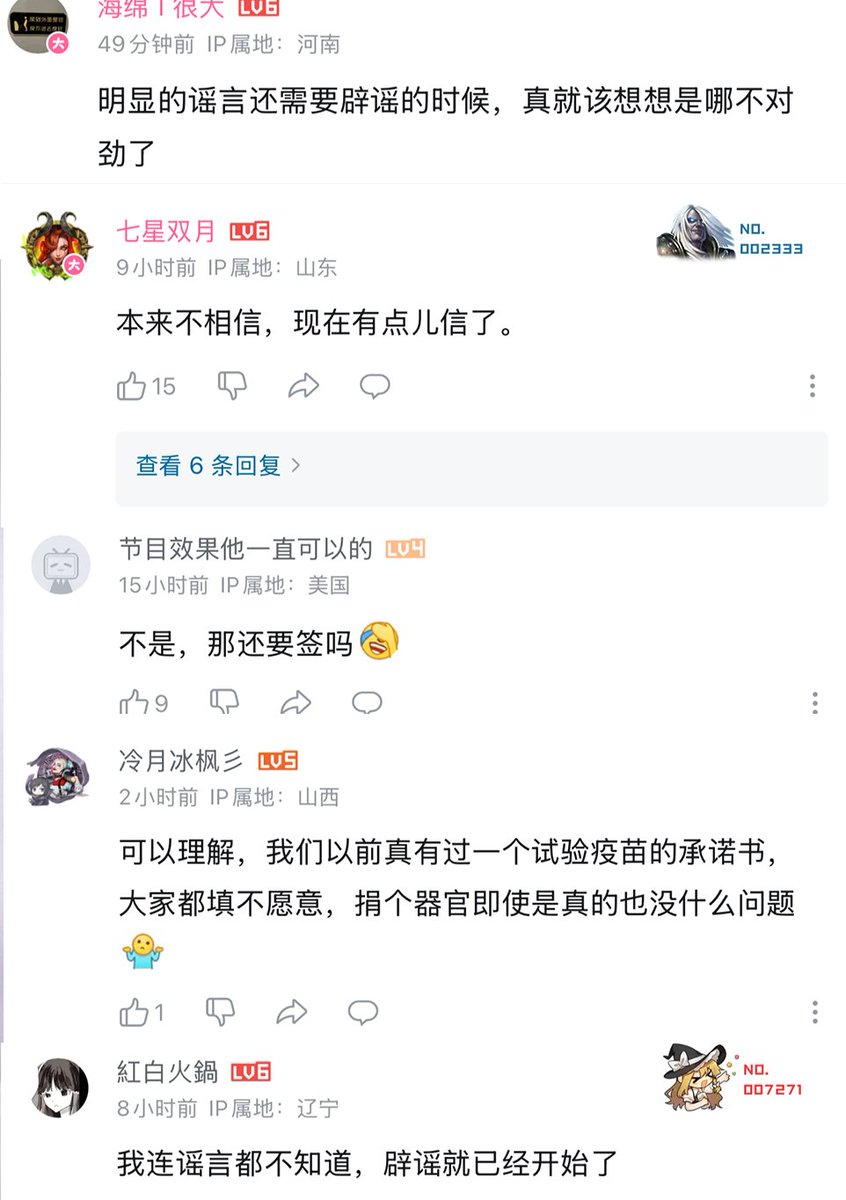 海绵丨很大 LV6
大
49分钟前 IP属地：河南
明显的谣言还需要辟谣的时候，真就该想想是哪不对
劲了
七星双月 LV6
大
NO.
002333
9小时前 IP属地：山东
本来不相信，现在有点儿信了。
15
查看 6 条回复 >
节目效果他一直可以的 LV4
15小时前 IP属地：美国
不是，那还要签吗
9
冷月冰枫彡 LV5
2小时前 IP属地：山西
可以理解，我们以前真有过一个试验疫苗的承诺书，
大家都填不愿意，捐个器官即使是真的也没什么问题
1
紅白火鍋 LV6
NO.
007271
8小时前 IP属地：辽宁
我连谣言都不知道，辟谣就已经开始了